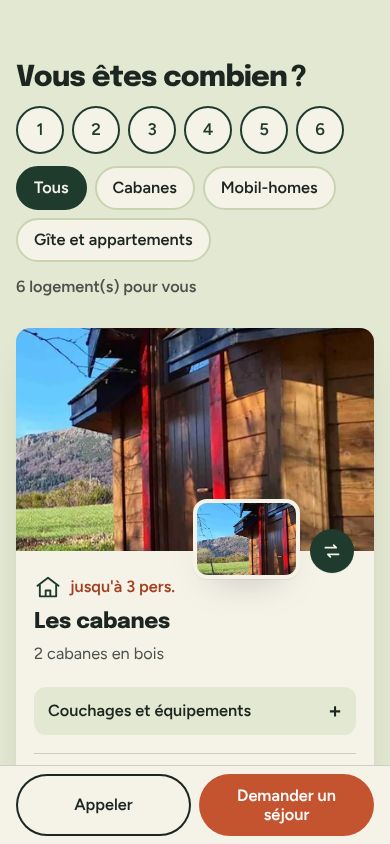 Vous êtes combien ?
1 2 3 4 5 6
Tous Cabanes Mobil-homes
Gîte et appartements
6 logement(s) pour vous
jusqu'à 3 pers.
Les cabanes
2 cabanes en bois
Couchages et équipements +
Appeler
Demander un
séjour